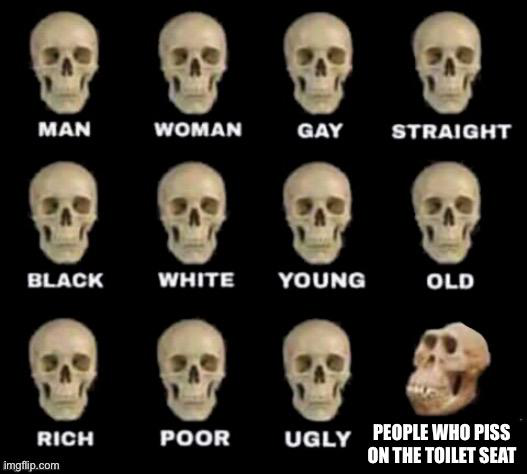 MAN WOMAN GAY STRAIGHT
BLACK WHITE YOUNG OLD
RICH POOR UGLY PEOPLE WHO PISS
ON THE TOILET SEAT
imgflip.com